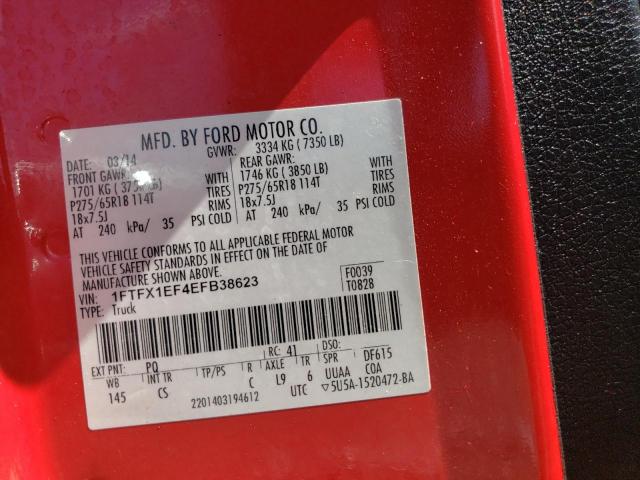 MFD. BY FORD MOTOR CO.
DATE: 03/14 GVWR: 3334 KG ( 7350 LB)
FRONT GAWR: REAR GAWR:
1701 KG ( 3750 LB) WITH 1746 KG ( 3850 LB) WITH
P275/65R18 114T TIRES P275/65R18 114T TIRES
18x7.5J RIMS 18x7.5J RIMS
AT 240 kPa/ 35 PSI COLD AT 240 kPa/ 35 PSI COLD
THIS VEHICLE CONFORMS TO ALL APPLICABLE FEDERAL MOTOR
VEHICLE SAFETY STANDARDS IN EFFECT ON THE DATE OF
MANUFACTURE SHOWN ABOVE.
VIN: 1FTFX1EF4EFB38623 F0039
TYPE: Truck T0828
EXT PNT: PQ RC: 41 DSO:
WB INT TR TP/PS R AXLE TR SPR DF615
145 CS C L9 6 UUAA COA
2201403194612 UTC ▽5U5A-1520472-BA